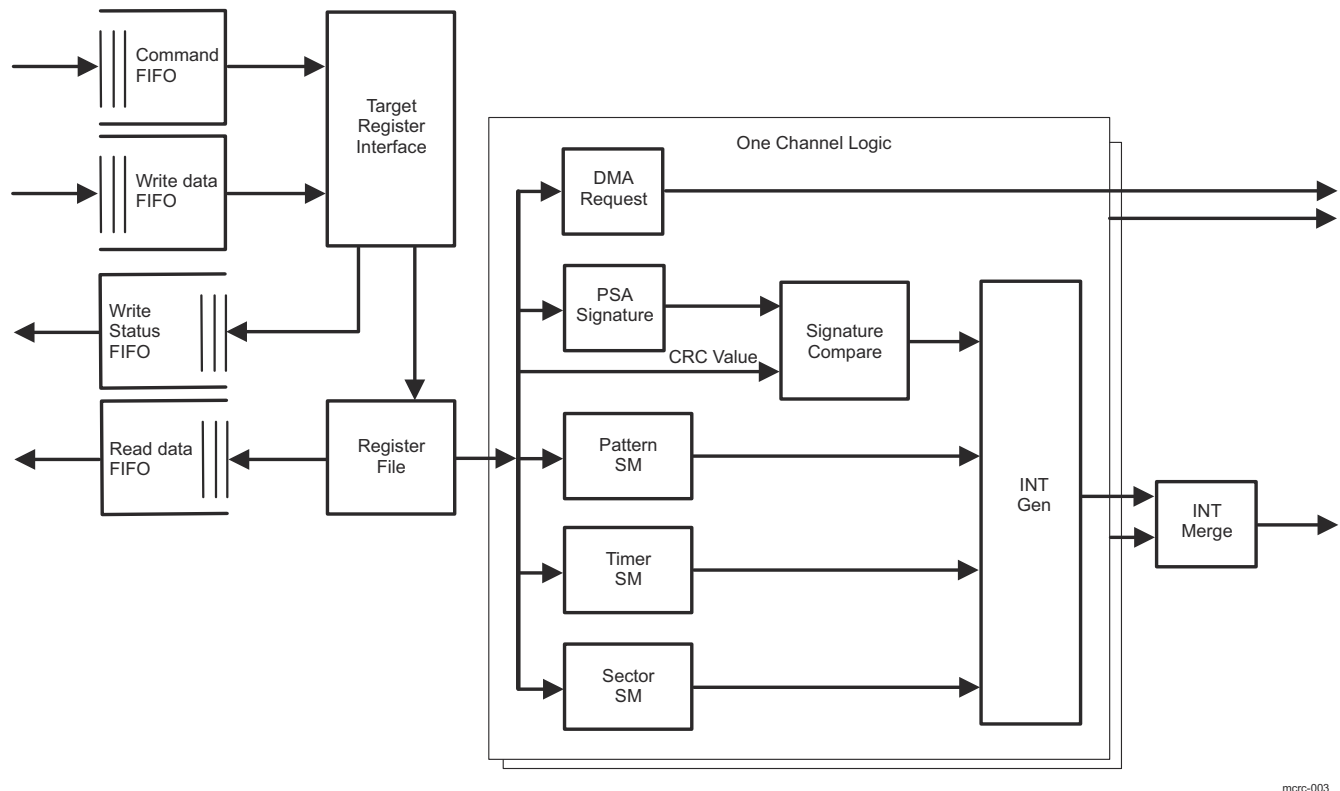 Command
FIFO
Target
Register
Interface
Write data
FIFO
Write
Status
FIFO
Read data
FIFO
Register
File
One Channel Logic
DMA
Request
PSA
Signature
CRC Value
Signature
Compare
Pattern
SM
Timer
SM
Sector
SM
INT
Gen
INT
Merge
mcrc-003